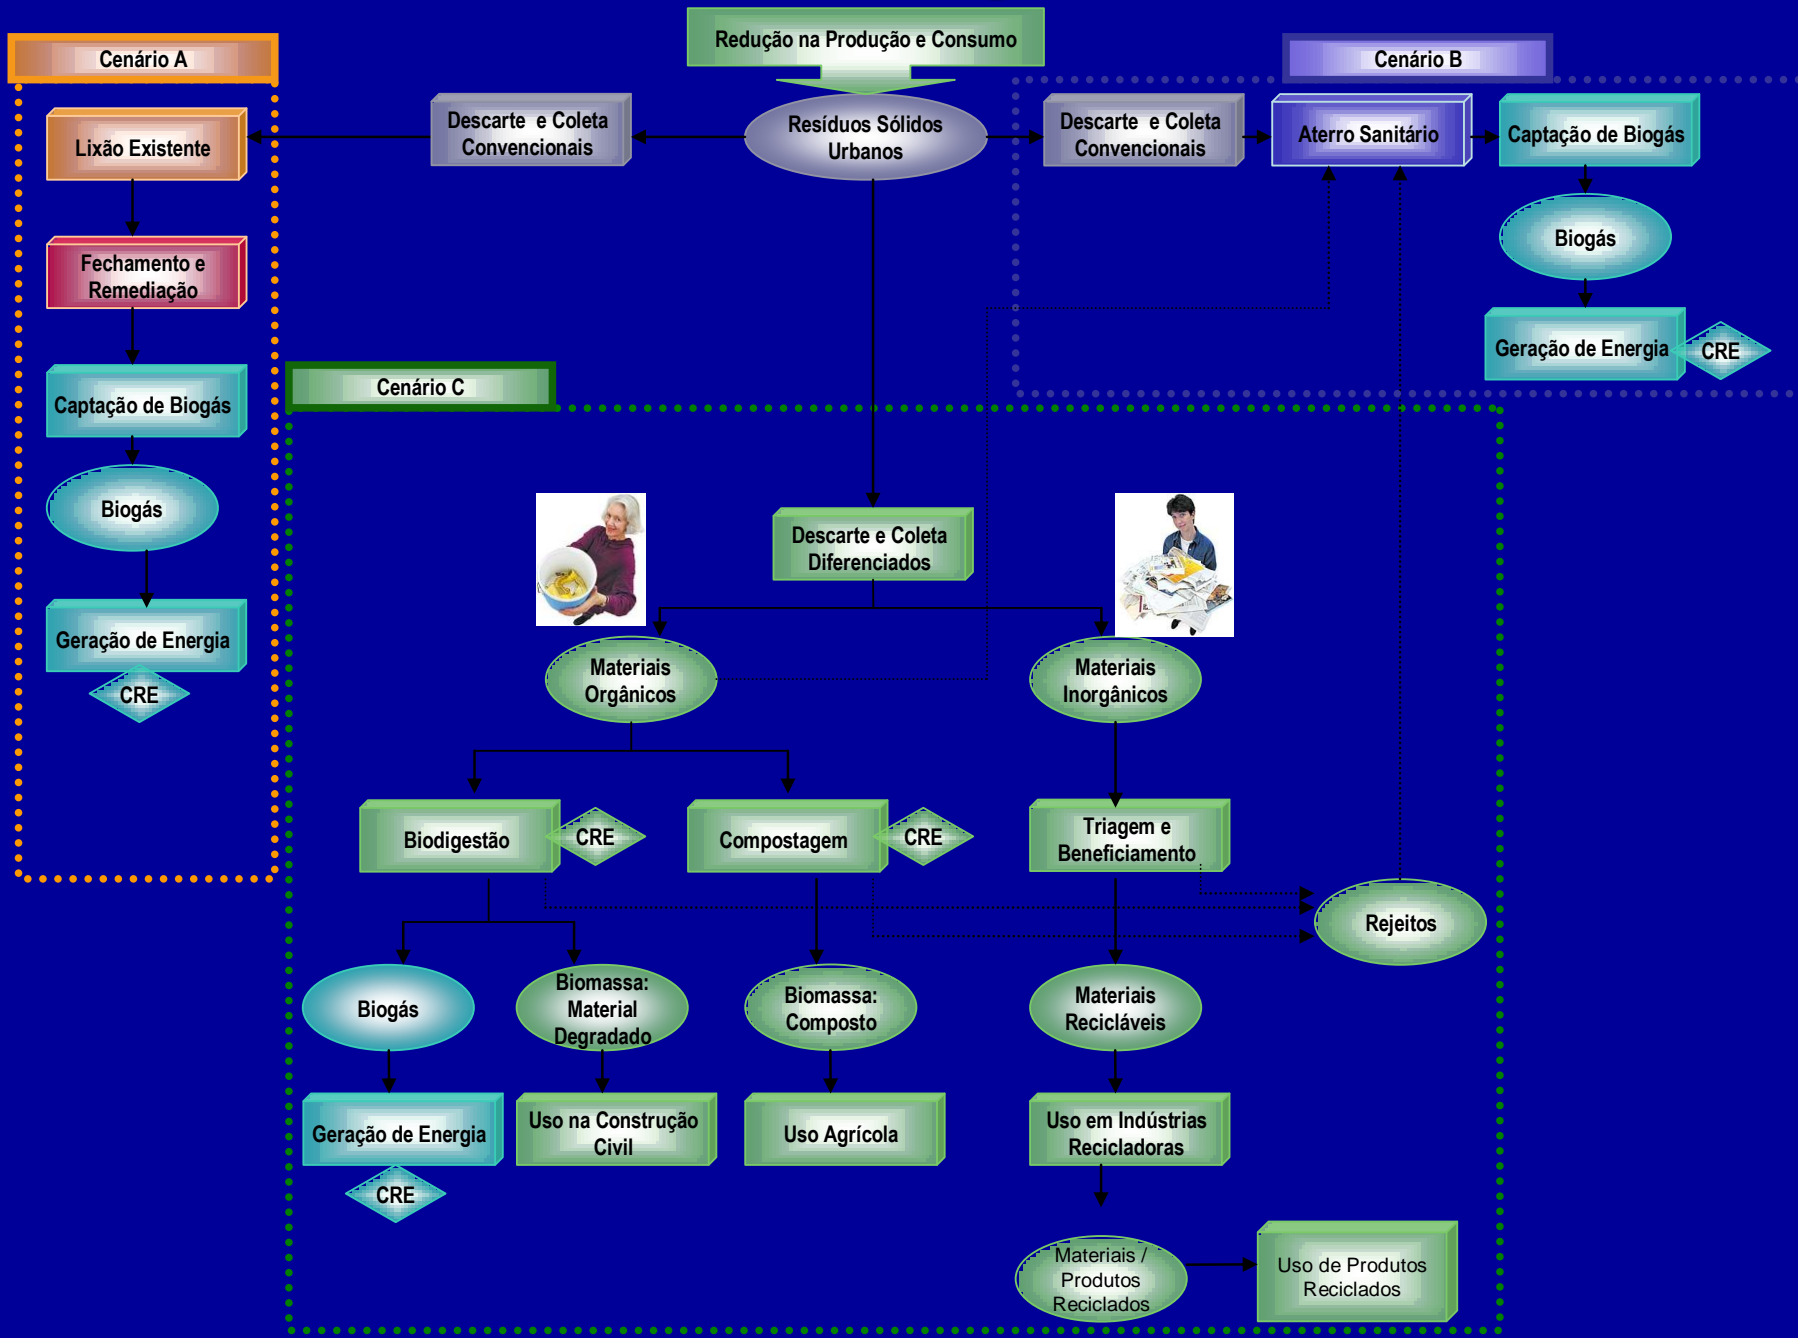 Redução na Produção e Consumo
Cenário A
Cenário B
Lixão Existente
Descarte e Coleta
Convencionais
Resíduos Sólidos
Urbanos
Descarte e Coleta
Convencionais
Aterro Sanitário
Captação de Biogás
Biogás
Geração de Energia
CRE
Fechamento e
Remediação
Captação de Biogás
Biogás
Geração de Energia
CRE
Cenário C
Descarte e Coleta
Diferenciados
Materiais
Orgânicos
Materiais
Inorgânicos
Biodigestão
CRE
Compostagem
CRE
Triagem e
Beneficiamento
Rejeitos
Biogás
Biomassa:
Material
Degradado
Biomassa:
Composto
Materiais
Recicláveis
Geração de Energia
CRE
Uso na Construção
Civil
Uso Agrícola
Uso em Indústrias
Recicladoras
Materiais /
Produtos
Reciclados
Uso de Produtos
Reciclados